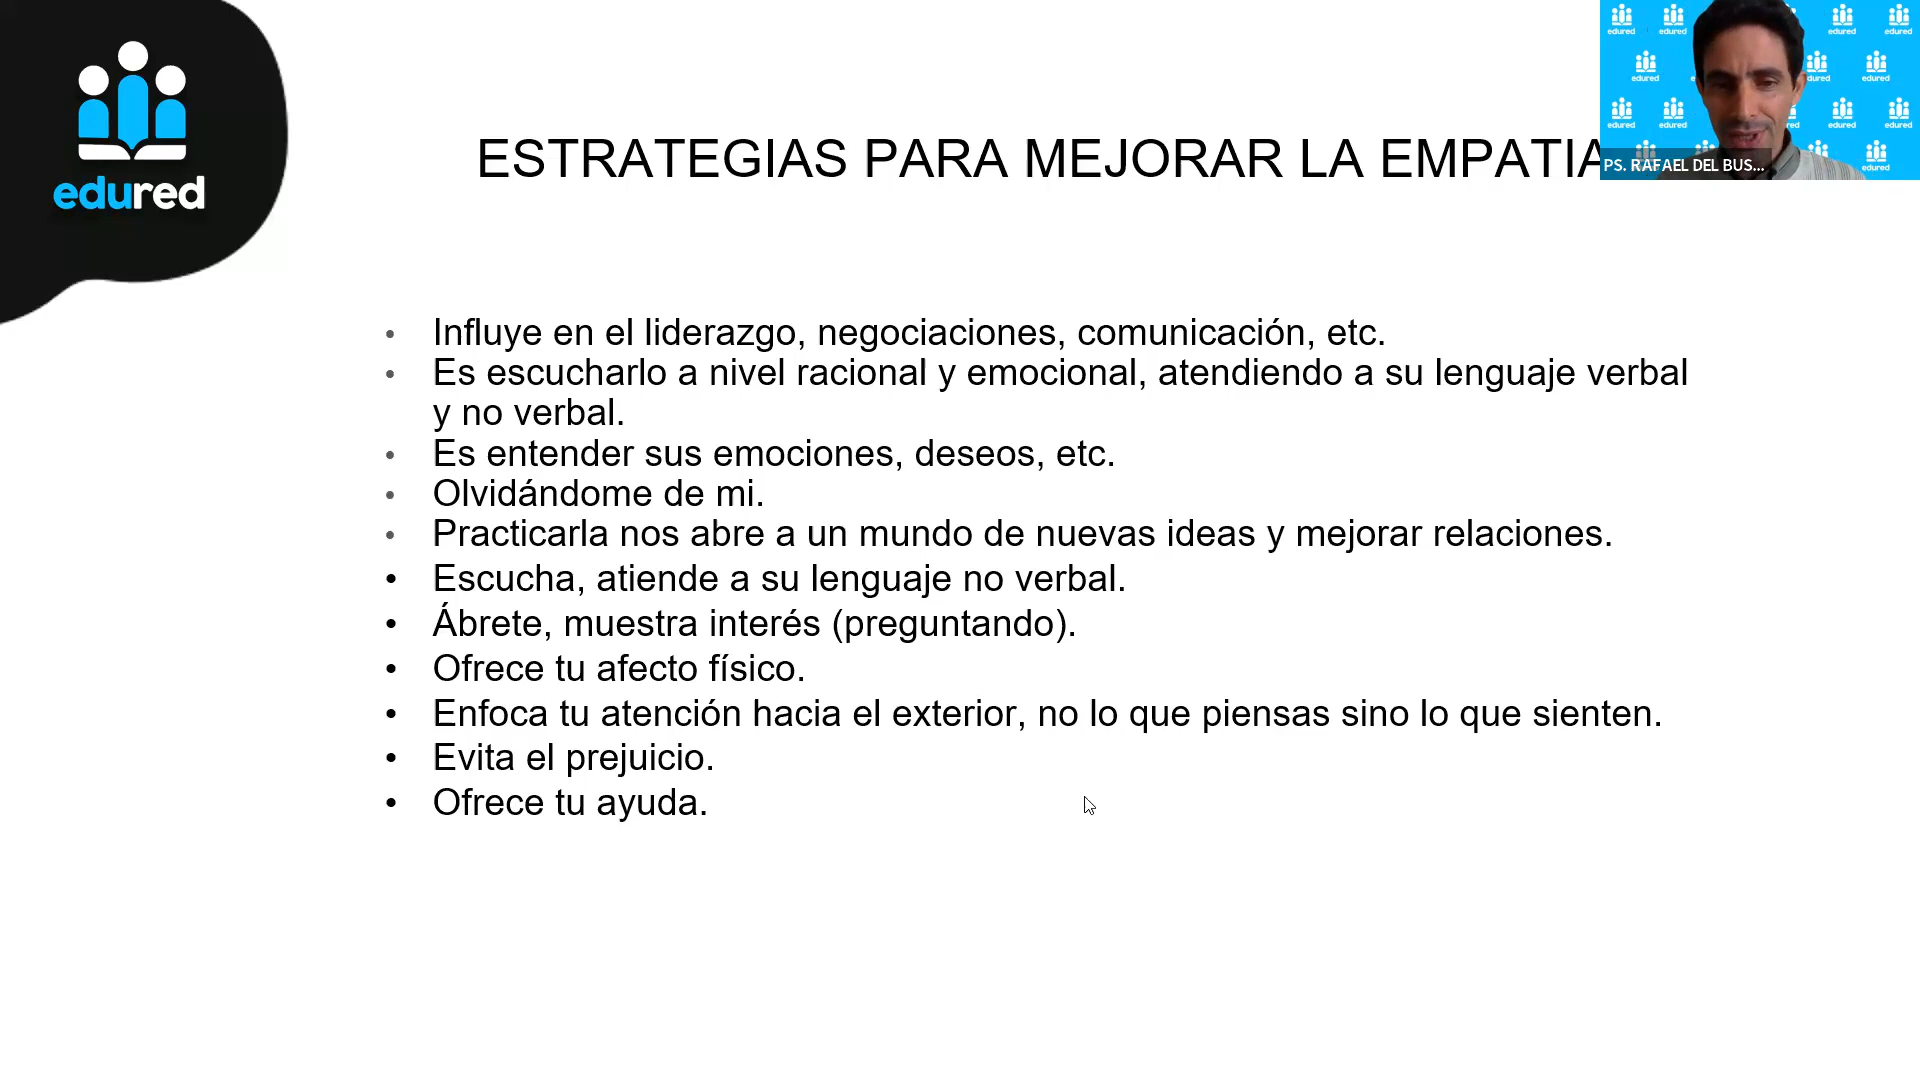 edured
ESTRATEGIAS PARA MEJORAR LA EMPATIA
PS. RAFAEL DEL BUS...
• Influye en el liderazgo, negociaciones, comunicación, etc.
• Es escucharlo a nivel racional y emocional, atendiendo a su lenguaje verbal
y no verbal.
• Es entender sus emociones, deseos, etc.
• Olvidándome de mi.
• Practicarla nos abre a un mundo de nuevas ideas y mejorar relaciones.
• Escucha, atiende a su lenguaje no verbal.
• Ábrete, muestra interés (preguntando).
• Ofrece tu afecto físico.
• Enfoca tu atención hacia el exterior, no lo que piensas sino lo que sienten.
• Evita el prejuicio.
• Ofrece tu ayuda.